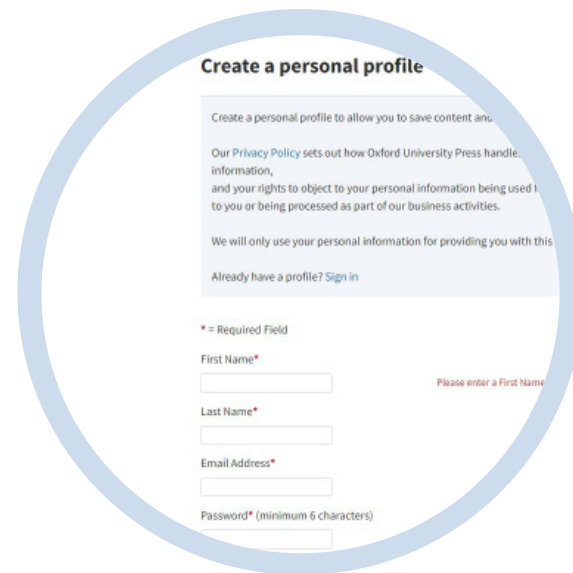 Create a personal profile
Create a personal profile to allow you to save content and
Our Privacy Policy sets out how Oxford University Press handle
information,
and your rights to object to your personal information being used
to you or being processed as part of our business activities.
We will only use your personal information for providing you with this
Already have a profile? Sign in
* = Required Field
First Name*
Please enter a First Name
Last Name*
Email Address*
Password* (minimum 6 characters)